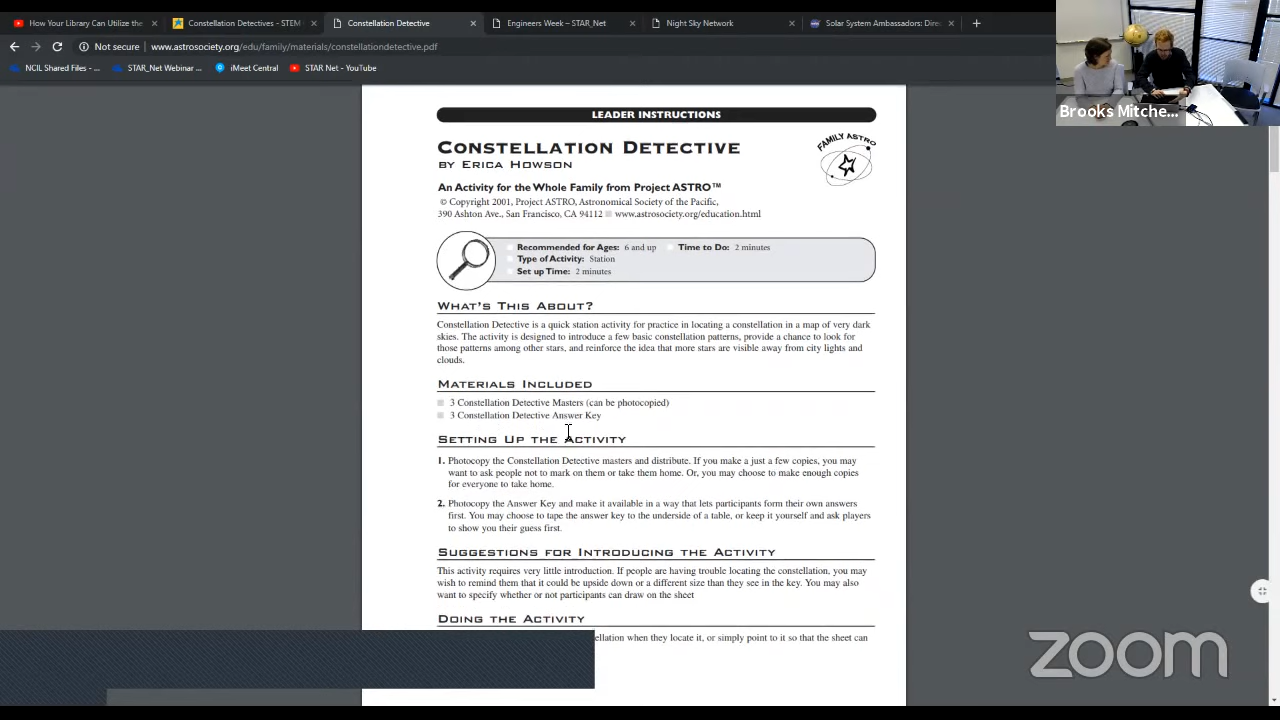 How Your Library Can Utilize the
Constellation Detectives - STEM
Constellation Detective
Engineers Week – STAR_Net
Night Sky Network
Solar System Ambassadors: Dire
Not secure | www.astrosociety.org/edu/family/materials/constellationdetective.pdf
NCIL Shared Files - ...
STAR_Net Webinar ...
iMeet Central
STAR Net - YouTube
Brooks Mitche...
LEADER INSTRUCTIONS
CONSTELLATION DETECTIVE
BY ERICA HOWSON
FAMILY ASTRO
An Activity for the Whole Family from Project ASTRO™
© Copyright 2001, Project ASTRO, Astronomical Society of the Pacific,
390 Ashton Ave., San Francisco, CA 94112 www.astrosociety.org/education.html
Recommended for Ages: 6 and up Time to Do: 2 minutes
Type of Activity: Station
Set up Time: 2 minutes
WHAT'S THIS ABOUT?
Constellation Detective is a quick station activity for practice in locating a constellation in a map of very dark
skies. The activity is designed to introduce a few basic constellation patterns, provide a chance to look for
those patterns among other stars, and reinforce the idea that more stars are visible away from city lights and
clouds.
MATERIALS INCLUDED
3 Constellation Detective Masters (can be photocopied)
3 Constellation Detective Answer Key
SETTING UP THE ACTIVITY
1. Photocopy the Constellation Detective masters and distribute. If you make a just a few copies, you may
want to ask people not to mark on them or take them home. Or, you may choose to make enough copies
for everyone to take home.
2. Photocopy the Answer Key and make it available in a way that lets participants form their own answers
first. You may choose to tape the answer key to the underside of a table, or keep it yourself and ask players
to show you their guess first.
SUGGESTIONS FOR INTRODUCING THE ACTIVITY
This activity requires very little introduction. If people are having trouble locating the constellation, you may
wish to remind them that it could be upside down or a different size than they see in the key. You may also
want to specify whether or not participants can draw on the sheet
DOING THE ACTIVITY
ellation when they locate it, or simply point to it so that the sheet can
zoom